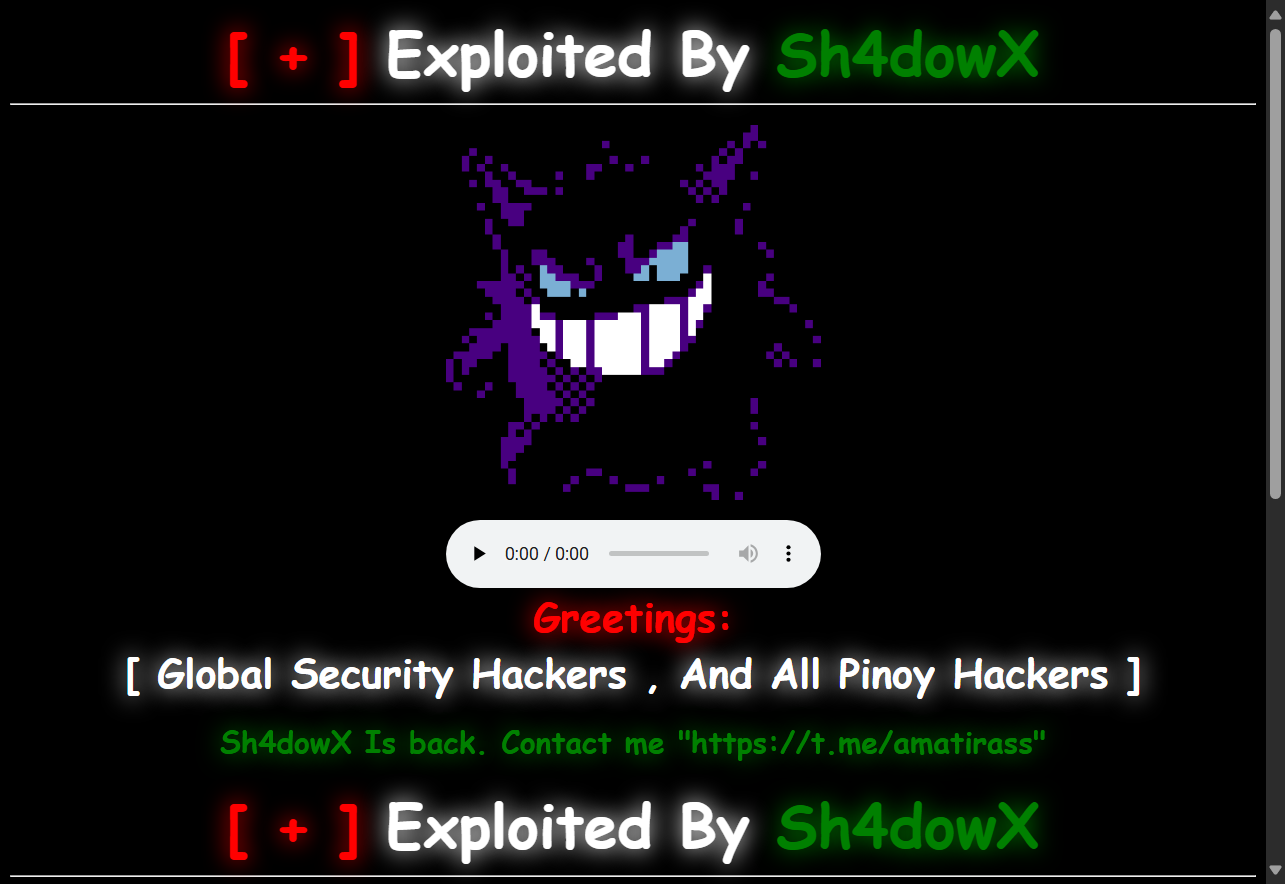 [ + ] Exploited By Sh4dowX
0:00 / 0:00
Greetings:
[ Global Security Hackers , And All Pinoy Hackers ]
Sh4dowX Is back. Contact me "https://t.me/amatirass"
[ + ] Exploited By Sh4dowX